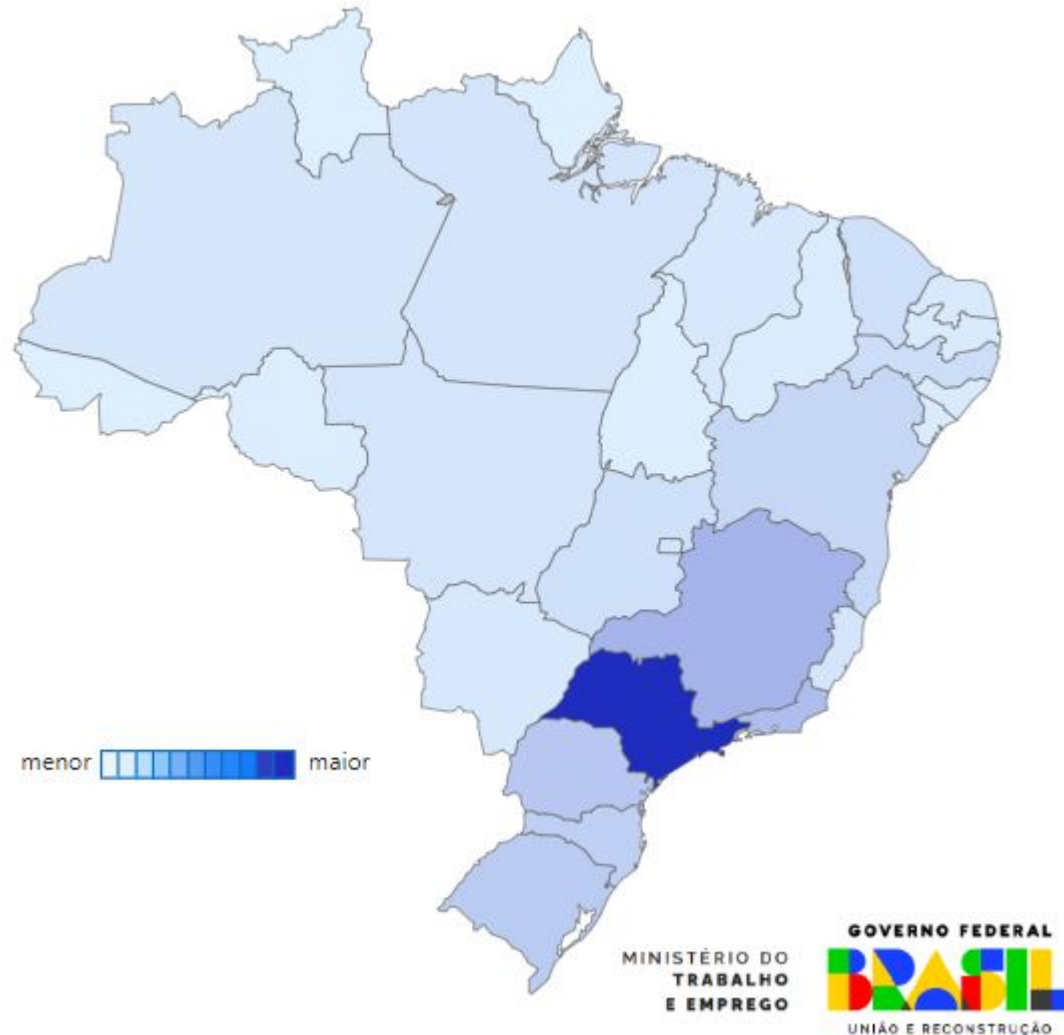 menor
maior
MINISTÉRIO DO
TRABALHO
E EMPREGO
GOVERNO FEDERAL
BRASIL
UNIÃO E RECONSTRUÇÃO